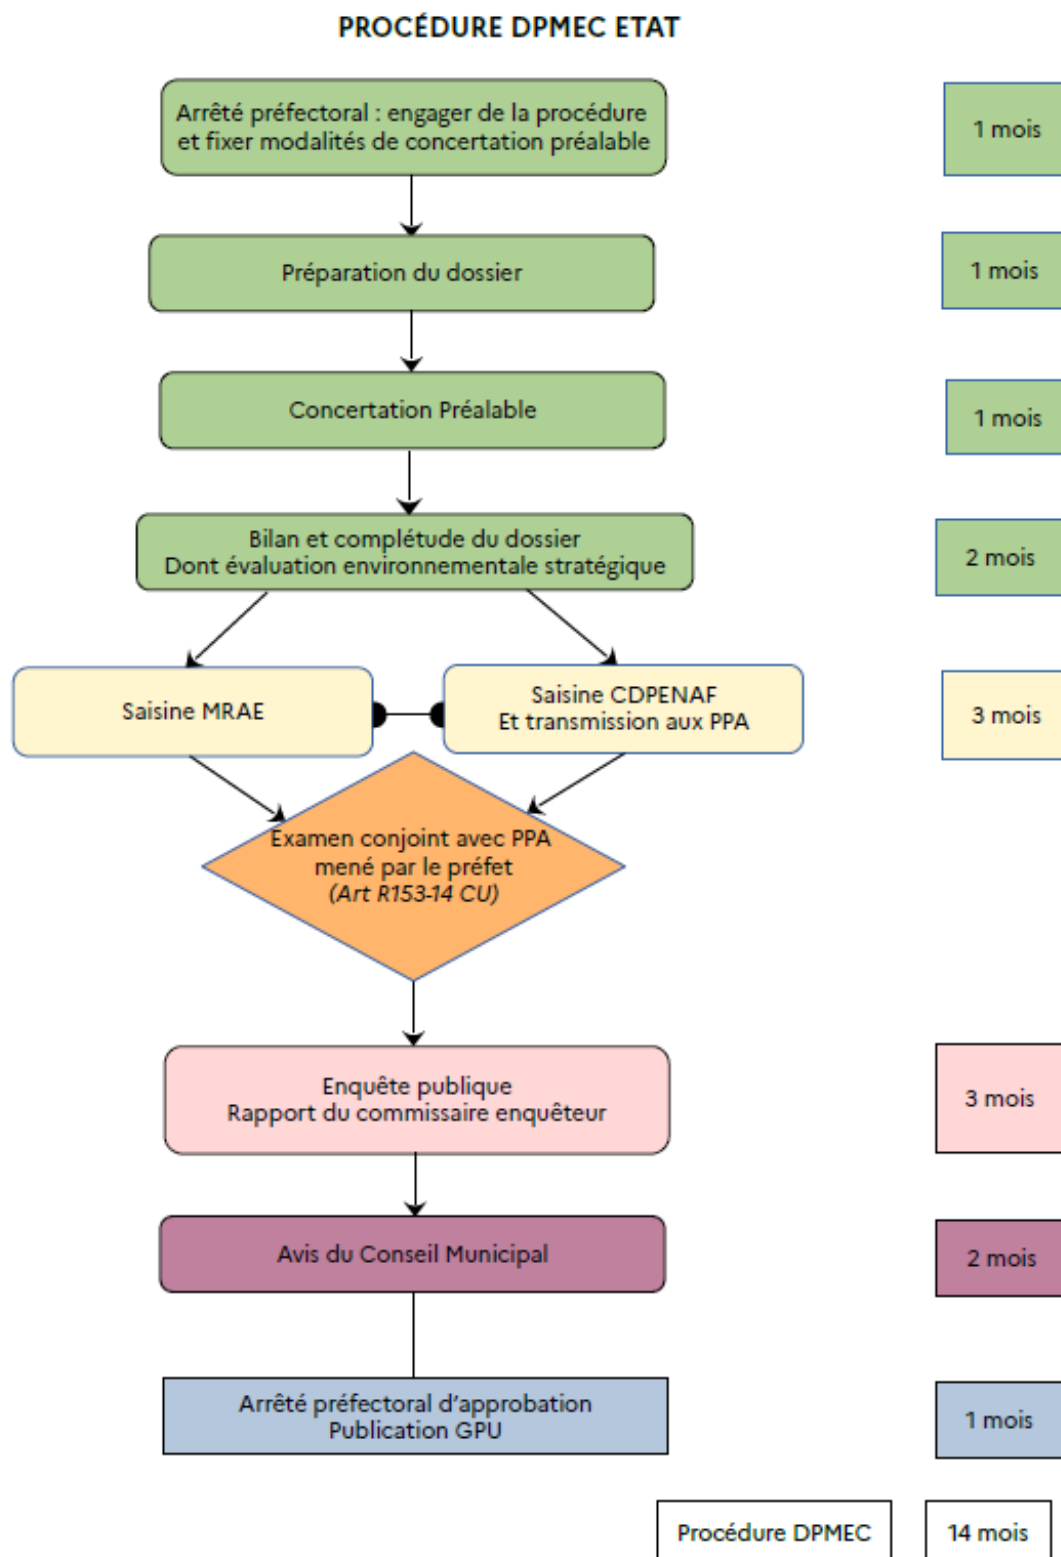 PROCÉDURE DPMEC ETAT
Arrêté préfectoral : engager de la procédure
et fixer modalités de concertation préalable
1 mois
Préparation du dossier
1 mois
Concertation Préalable
1 mois
Bilan et complétude du dossier
Dont évaluation environnementale stratégique
2 mois
Saisine MRAE
Saisine CDPENAF
Et transmission aux PPA
3 mois
Examen conjoint avec PPA
mené par le préfet
(Art R153-14 CU)
Enquête publique
Rapport du commissaire enquêteur
3 mois
Avis du Conseil Municipal
2 mois
Arrêté préfectoral d'approbation
Publication GPU
1 mois
Procédure DPMEC
14 mois